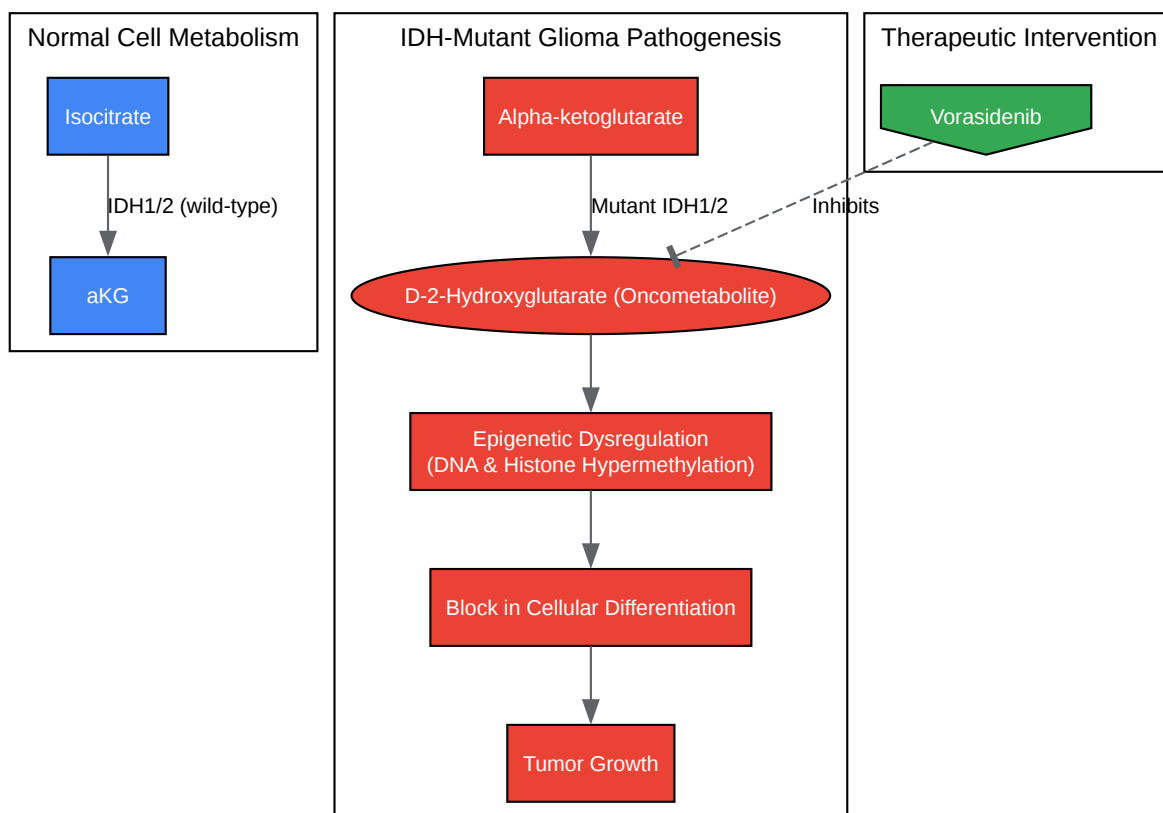 Normal Cell Metabolism
Isocitrate
IDH1/2 (wild-type)
aKG
IDH-Mutant Glioma Pathogenesis
Alpha-ketoglutarate
Mutant IDH1/2
D-2-Hydroxyglutarate (Oncometabolite)
Epigenetic Dysregulation
(DNA & Histone Hypermethylation)
Block in Cellular Differentiation
Tumor Growth
Therapeutic Intervention
Vorasidenib
Inhibits